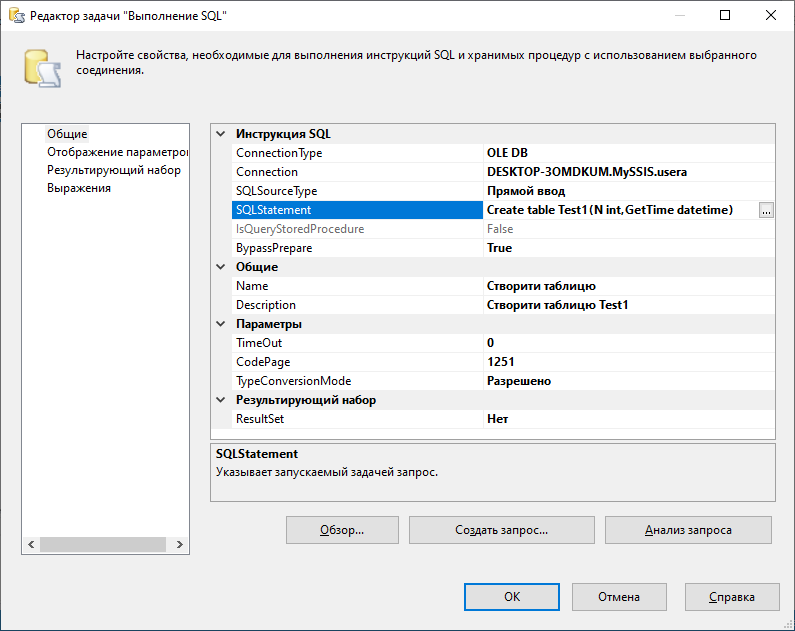 Редактор задачи "Выполнение SQL"
Настройте свойства, необходимые для выполнения инструкций SQL и хранимых процедур с использованием выбранного
соединения.
Общие
Отображение параметро
Результирующий набор
Выражения
Инструкция SQL
ConnectionType OLE DB
Connection DESKTOP-3OMDKUM.MySSIS.usera
SQLSourceType Прямой ввод
SQLStatement Create table Test1(N int,GetTime datetime) ...
IsQueryStoredProcedure False
BypassPrepare True
Общие
Name Створити таблицю
Description Створити таблицю Test1
Параметры
TimeOut 0
CodePage 1251
TypeConversionMode Разрешено
Результирующий набор
ResultSet Нет
SQLStatement
Указывает запускаемый задачей запрос.
Обзор... Создать запрос... Анализ запроса
ОК Отмена Справка